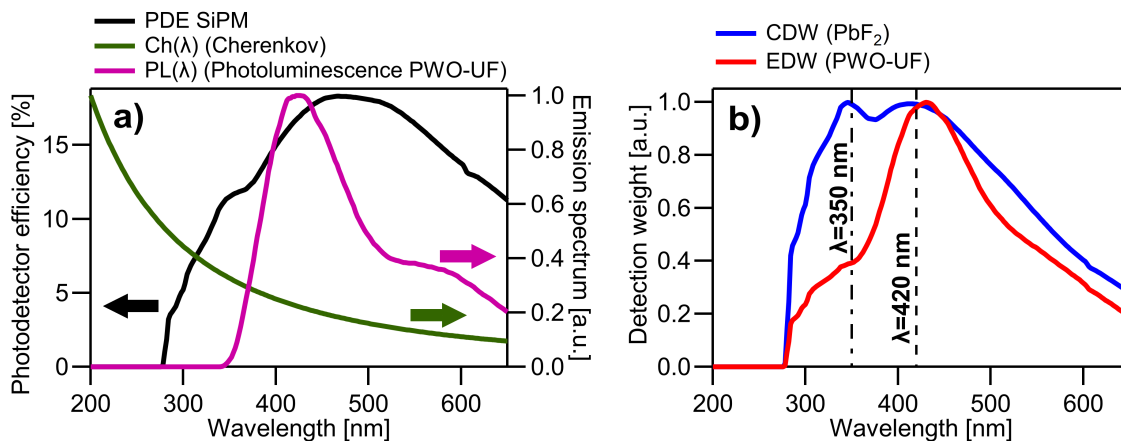 PDE SiPM
Ch(λ) (Cherenkov)
PL(λ) (Photoluminescence PWO-UF)
a)
Photodetector efficiency [%]
15
10
5
0
1.0
0.8
0.6
0.4
0.2
0.0
Emission spectrum [a.u.]
200 300 400 500 600
Wavelength [nm]
CDW (PbF₂)
EDW (PWO-UF)
b)
Detection weight [a.u.]
1.0
0.8
0.6
0.4
0.2
0.0
λ=350 nm
λ=420 nm
200 300 400 500 600
Wavelength [nm]